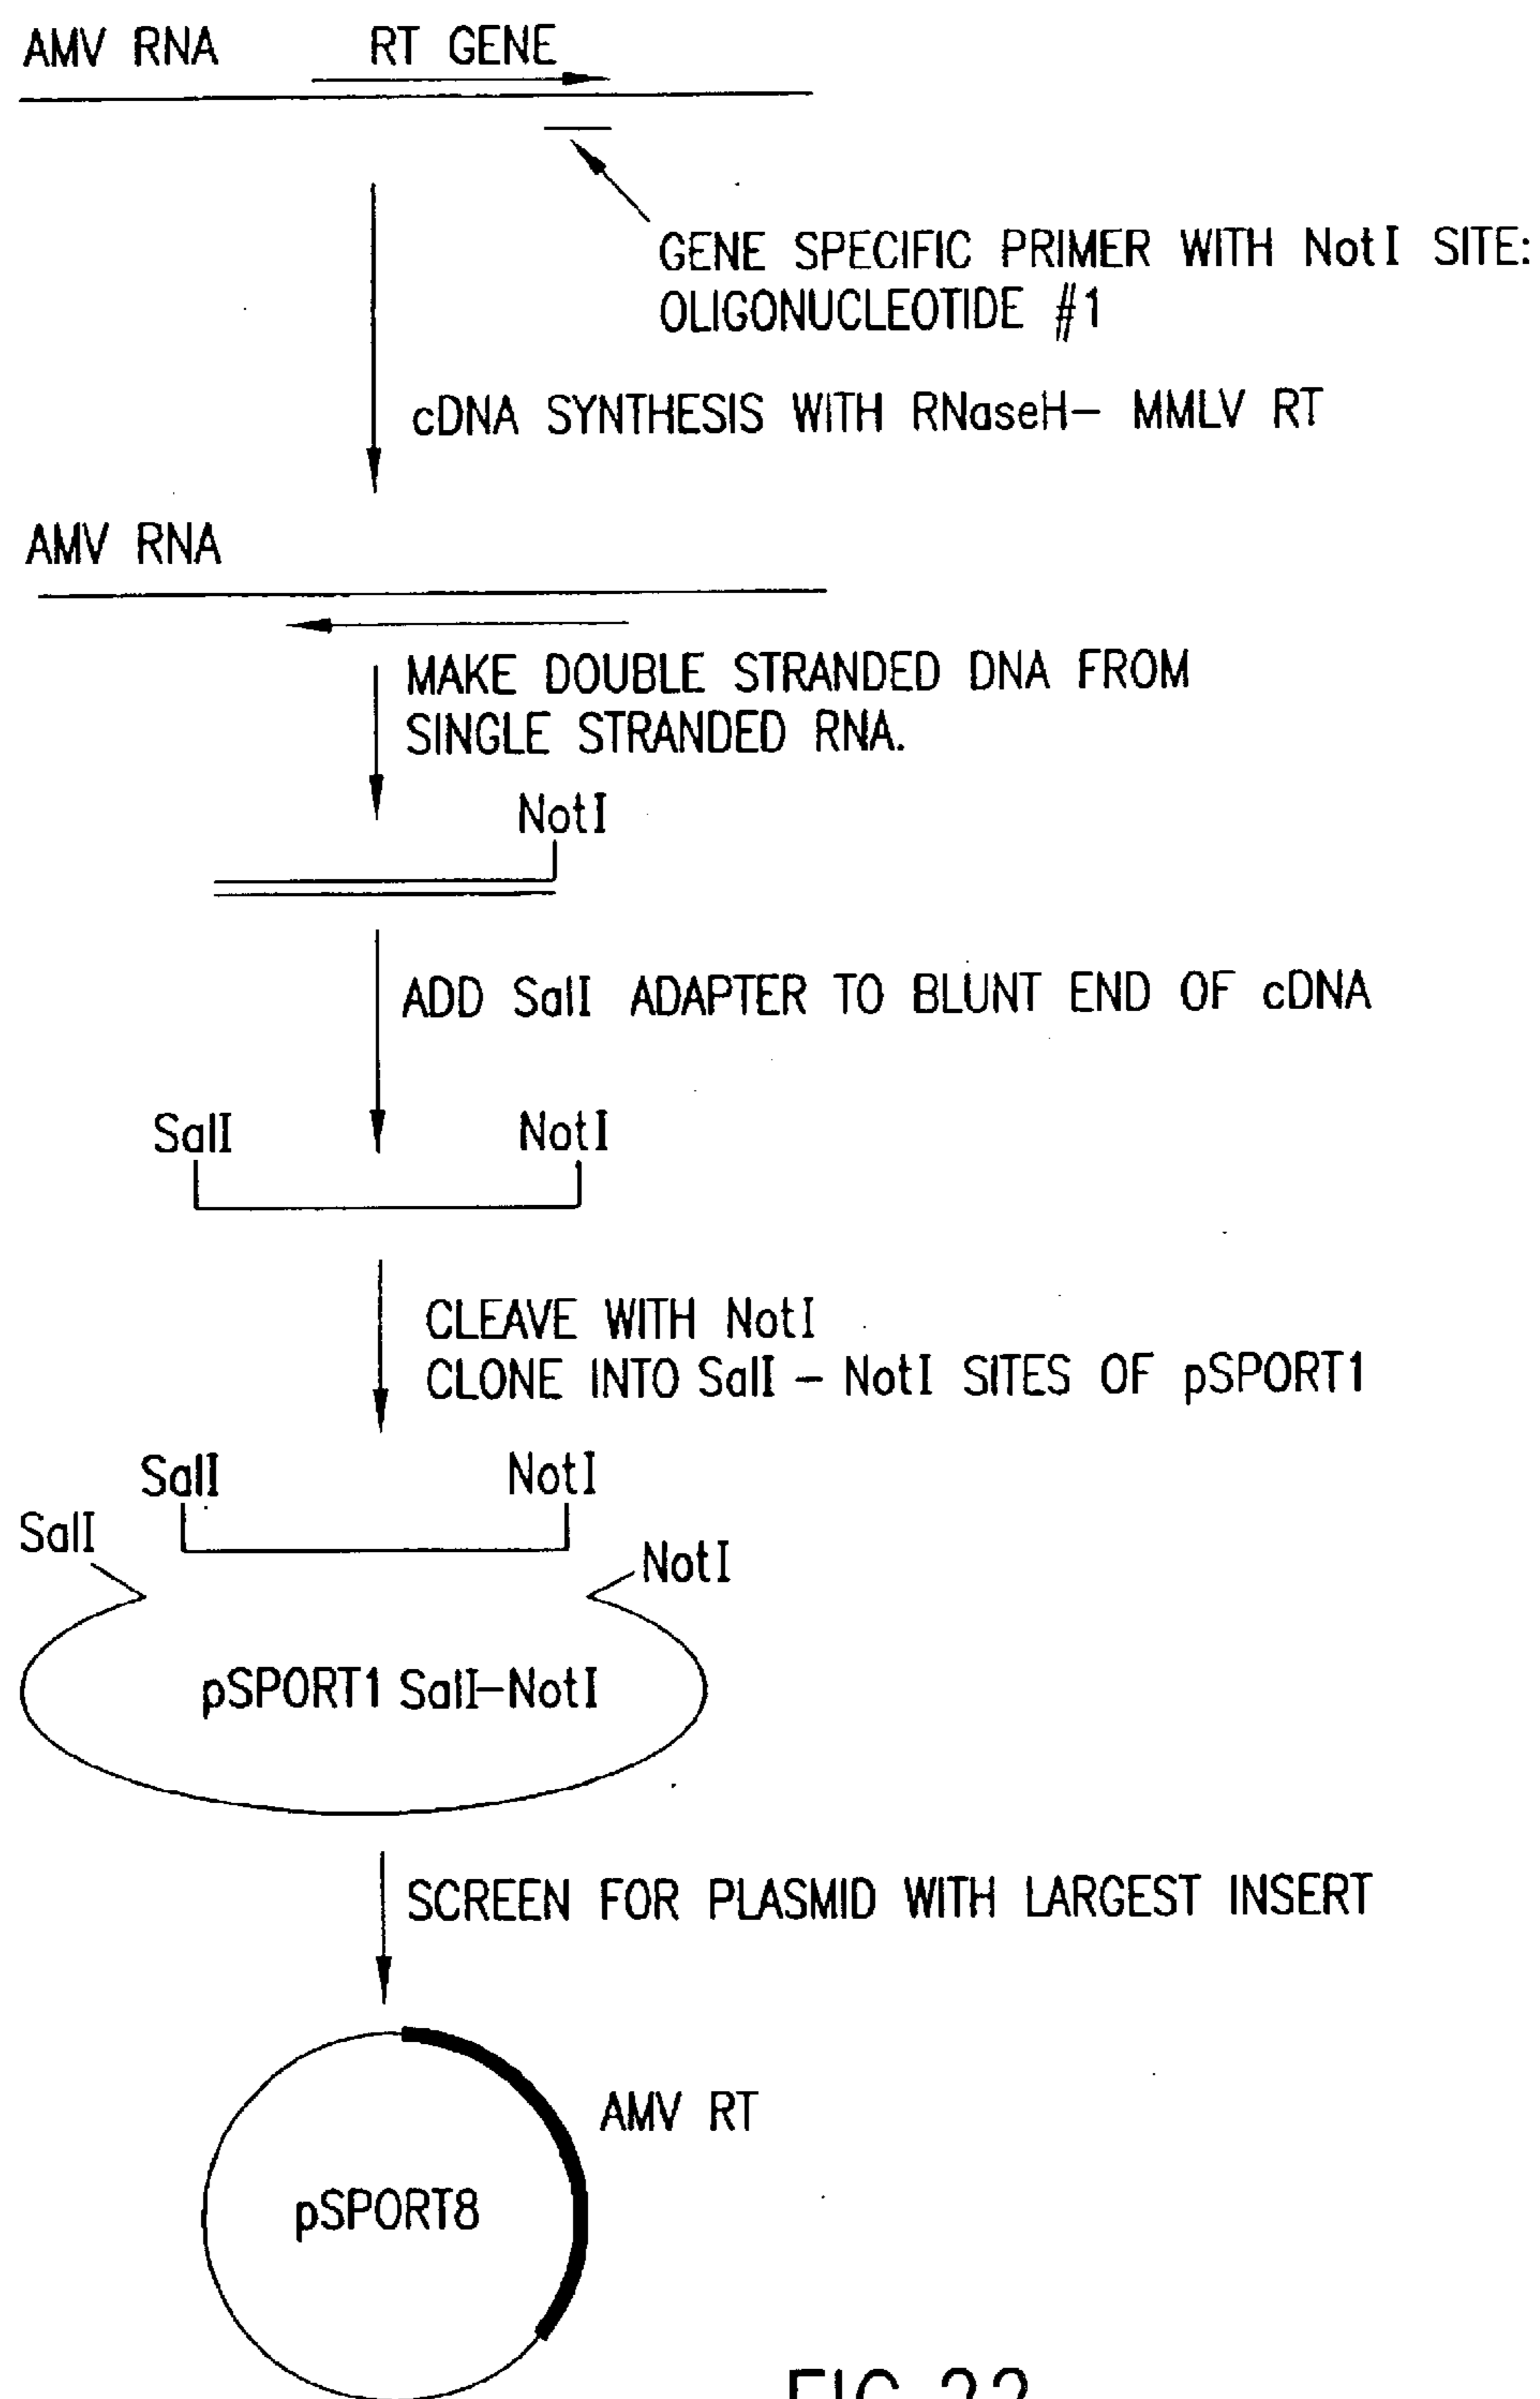 AMV RNA RT GENE
GENE SPECIFIC PRIMER WITH NotI SITE:
OLIGONUCLEOTIDE #1
cDNA SYNTHESIS WITH RNaseH- MMLV RT
AMV RNA
MAKE DOUBLE STRANDED DNA FROM
SINGLE STRANDED RNA.
NotI
ADD SalI ADAPTER TO BLUNT END OF cDNA
SalI NotI
CLEAVE WITH NotI
CLONE INTO SalI - NotI SITES OF pSPORT1
SalI NotI
SalI NotI
pSPORT1 SalI-NotI
SCREEN FOR PLASMID WITH LARGEST INSERT
AMV RT
pSPORT8